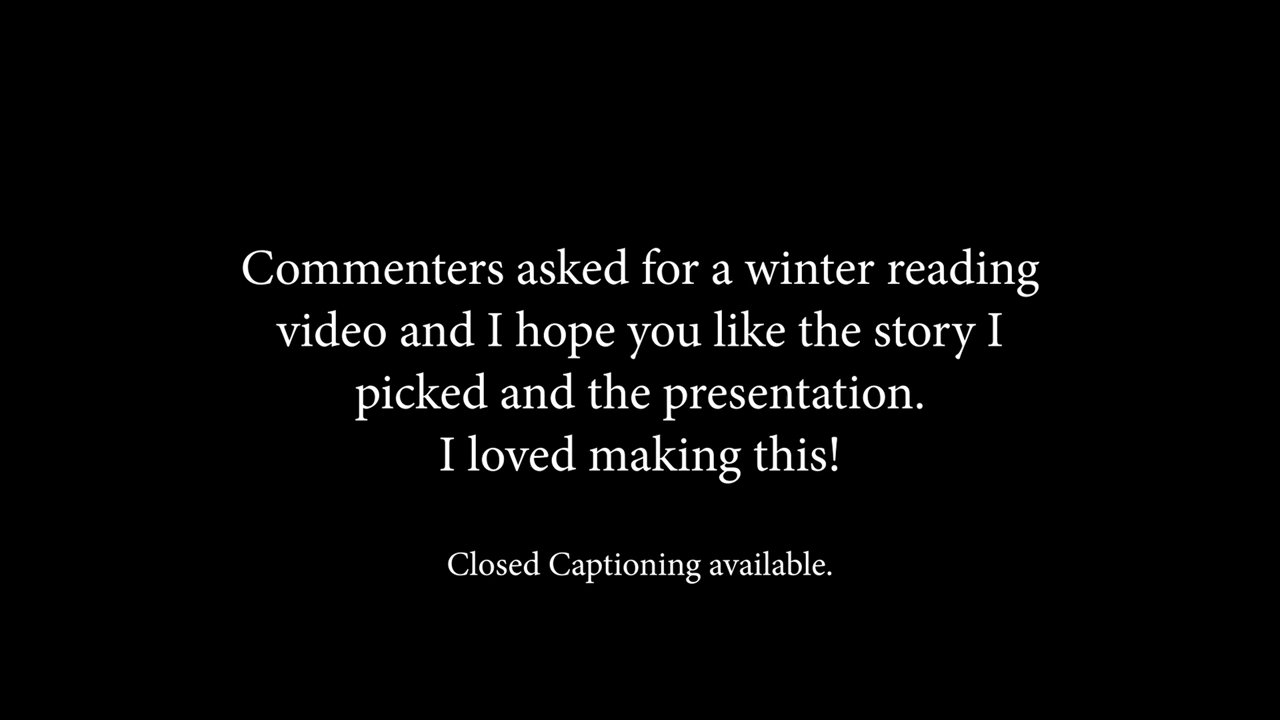 Commenters asked for a winter reading
video and I hope you like the story I
picked and the presentation.
I loved making this!
Closed Captioning available.